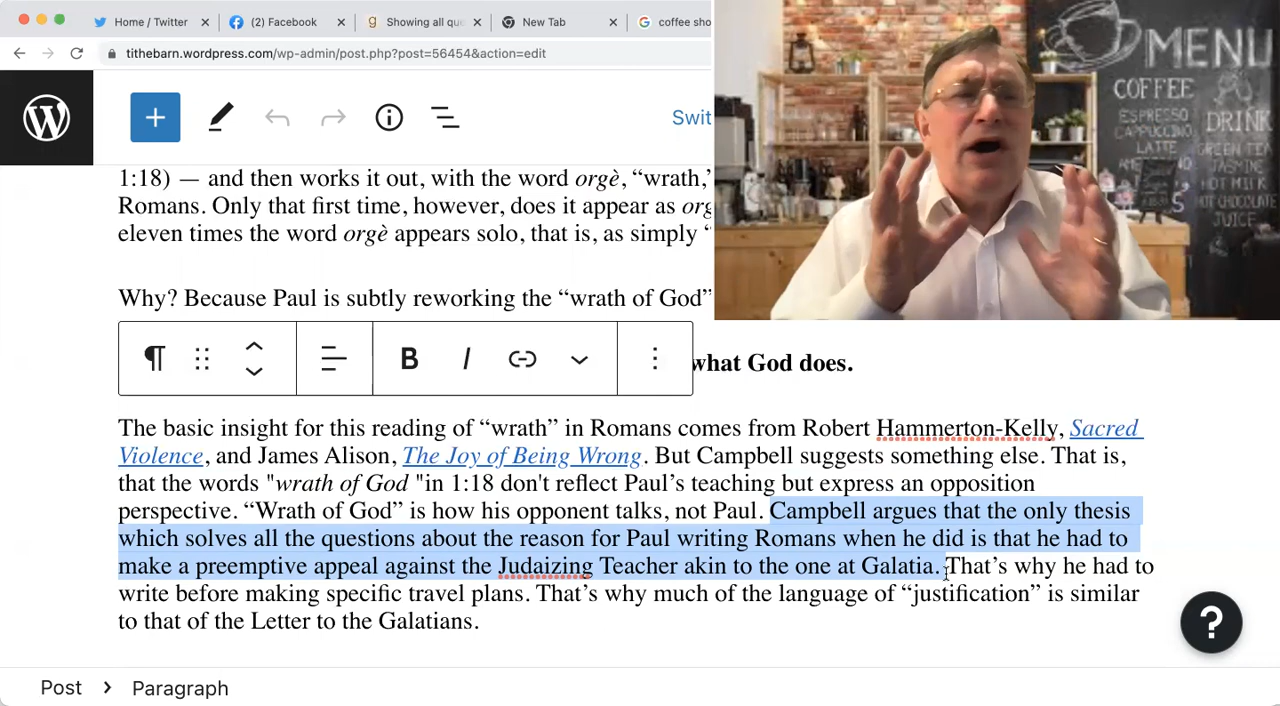 Home / Twitter
(2) Facebook
Showing all que
New Tab
coffee sho
tithebarn.wordpress.com/wp-admin/post.php?post=56454&action=edit
Swit
MENU
COFFEE
ESPRESSO
CAPPUCCINO
LATTE
DRINK
GREEN TEA
JASMINE
HOT MILK
HOT CHOCOLATE
JUICE
1:18) — and then works it out, with the word orgè, “wrath,”
Romans. Only that first time, however, does it appear as org
eleven times the word orgè appears solo, that is, as simply “
Why? Because Paul is subtly reworking the “wrath of God”
what God does.
B I
The basic insight for this reading of “wrath” in Romans comes from Robert Hammerton-Kelly, Sacred
Violence, and James Alison, The Joy of Being Wrong. But Campbell suggests something else. That is,
that the words "wrath of God "in 1:18 don't reflect Paul’s teaching but express an opposition
perspective. “Wrath of God” is how his opponent talks, not Paul. Campbell argues that the only thesis
which solves all the questions about the reason for Paul writing Romans when he did is that he had to
make a preemptive appeal against the Judaizing Teacher akin to the one at Galatia. That’s why he had to
write before making specific travel plans. That’s why much of the language of “justification” is similar
to that of the Letter to the Galatians.
?
Post > Paragraph